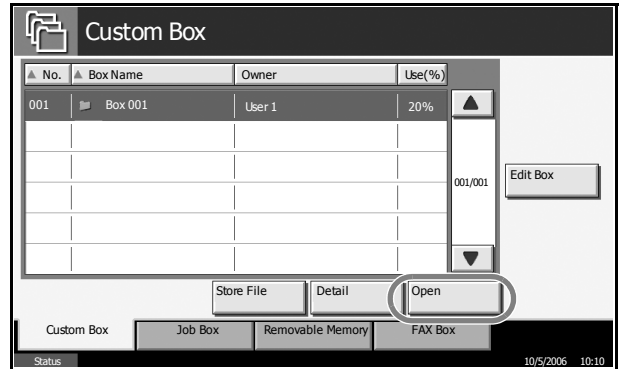 Custom Box
No. Box Name Owner Use(%)
001 Box 001 User 1 20%
001/001
Edit Box
Store File Detail Open
Custom Box Job Box Removable Memory FAX Box
Status 10/5/2006 10:10